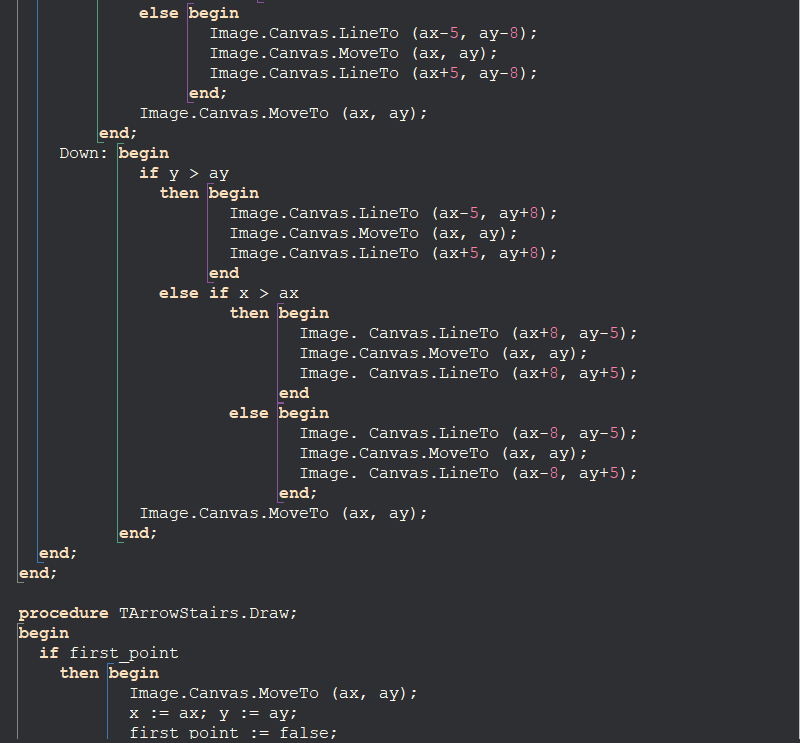 else begin
Image.Canvas.LineTo (ax-5, ay-8);
Image.Canvas.MoveTo (ax, ay);
Image.Canvas.LineTo (ax+5, ay-8);
end;
Image.Canvas.MoveTo (ax, ay);
end;
Down: begin
if y > ay
then begin
Image.Canvas.LineTo (ax-5, ay+8);
Image.Canvas.MoveTo (ax, ay);
Image.Canvas.LineTo (ax+5, ay+8);
end
else if x > ax
then begin
Image. Canvas.LineTo (ax+8, ay-5);
Image.Canvas.MoveTo (ax, ay);
Image. Canvas.LineTo (ax+8, ay+5);
end
else begin
Image. Canvas.LineTo (ax-8, ay-5);
Image.Canvas.MoveTo (ax, ay);
Image. Canvas.LineTo (ax-8, ay+5);
end;
Image.Canvas.MoveTo (ax, ay);
end;
end;
end;
procedure TArrowStairs.Draw;
begin
if first_point
then begin
Image.Canvas.MoveTo (ax, ay);
x := ax; y := ay;
first_point := false;